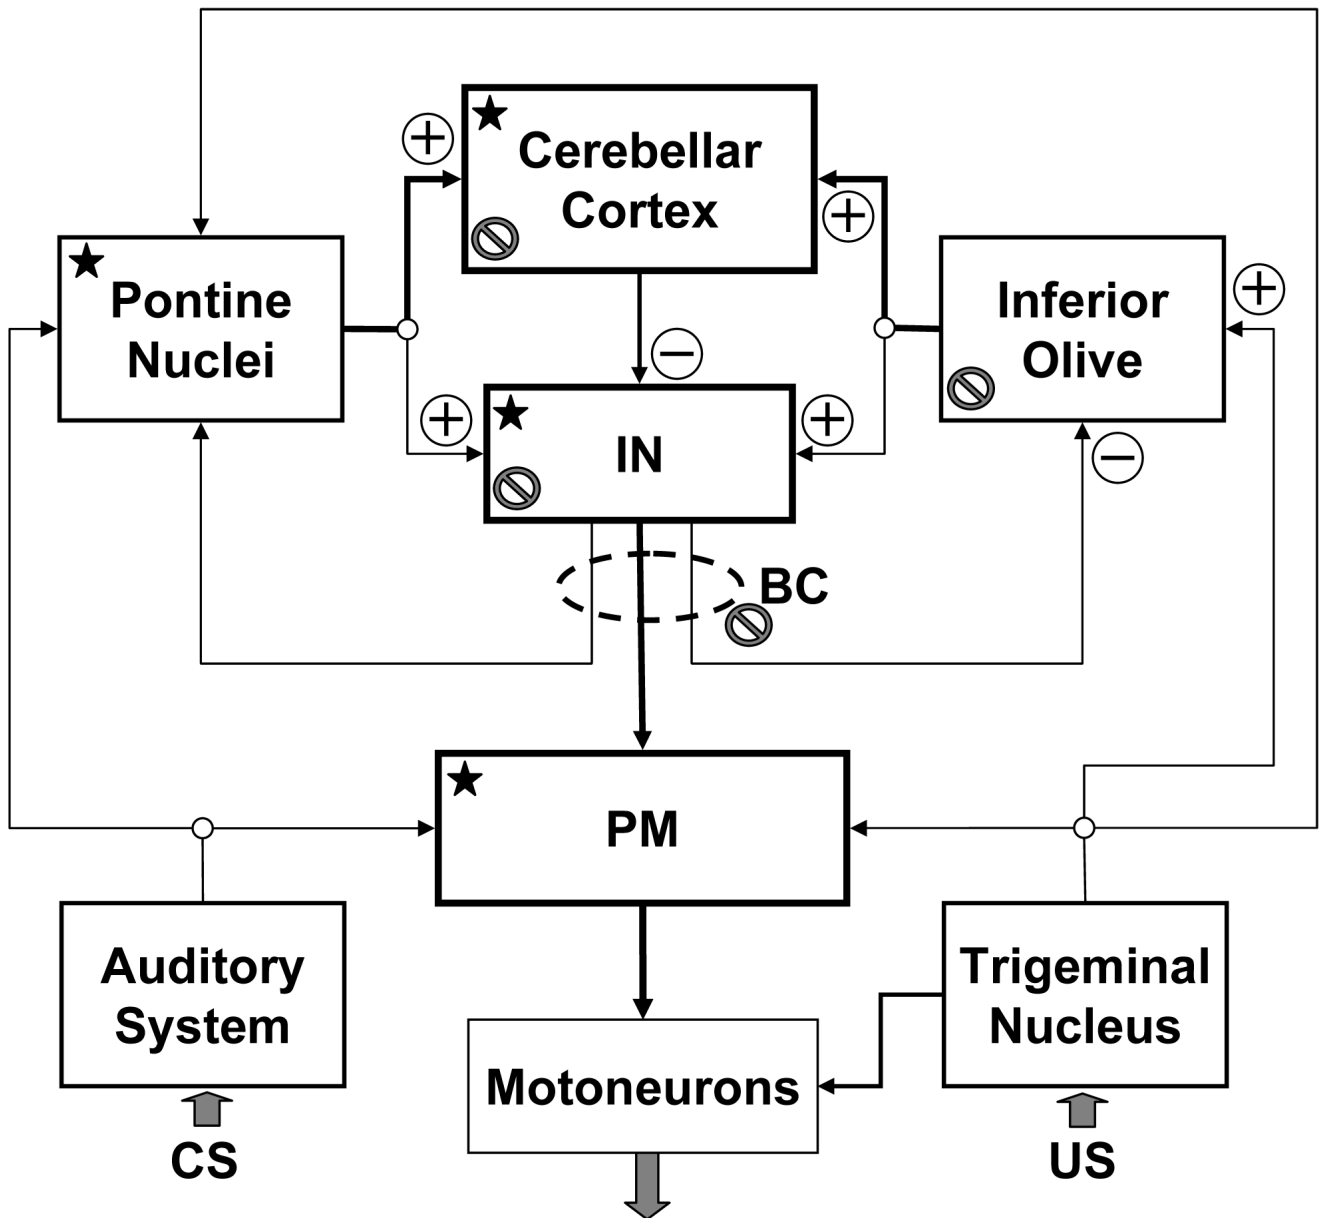 Cerebellar
Cortex
+
+
Pontine
Nuclei
Inferior
Olive
+
−
+
IN
+
−
BC
PM
Auditory
System
Trigeminal
Nucleus
Motoneurons
CS
US